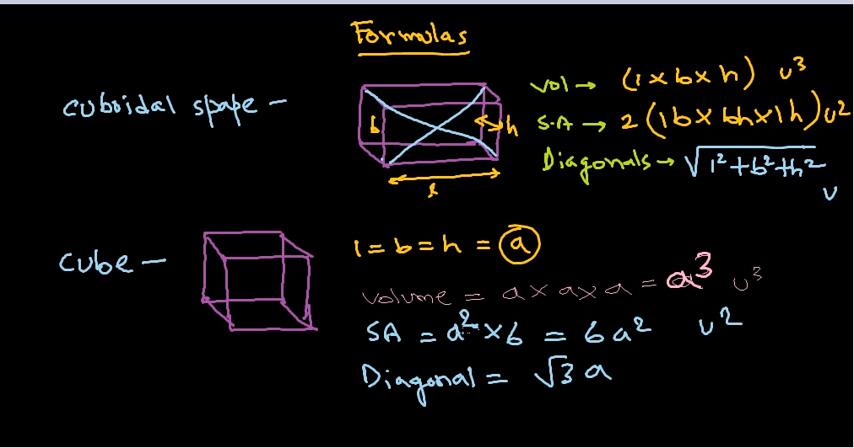 Formulas
cuboidal spape -
b
h
l
Vol → (l x b x h) u³
S.A → 2 (lb x bh x lh) u²
Diagonals → √l²+b²+h² u
cube -
l = b = h = a
volume = a x a x a = a³ u³
SA = a² x 6 = 6a² u²
Diagonal = √3 a